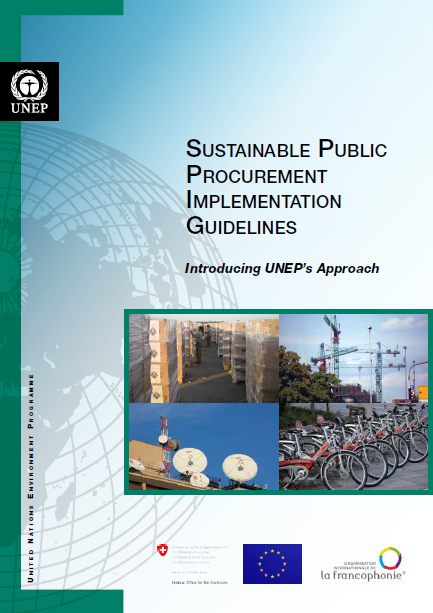 UNEP
SUSTAINABLE PUBLIC
PROCUREMENT
IMPLEMENTATION
GUIDELINES
Introducing UNEP's Approach
UNITED NATIONS ENVIRONMENT PROGRAMME
Federal Office for the Environment
ORGANISATION
INTERNATIONALE DE
la francophonie